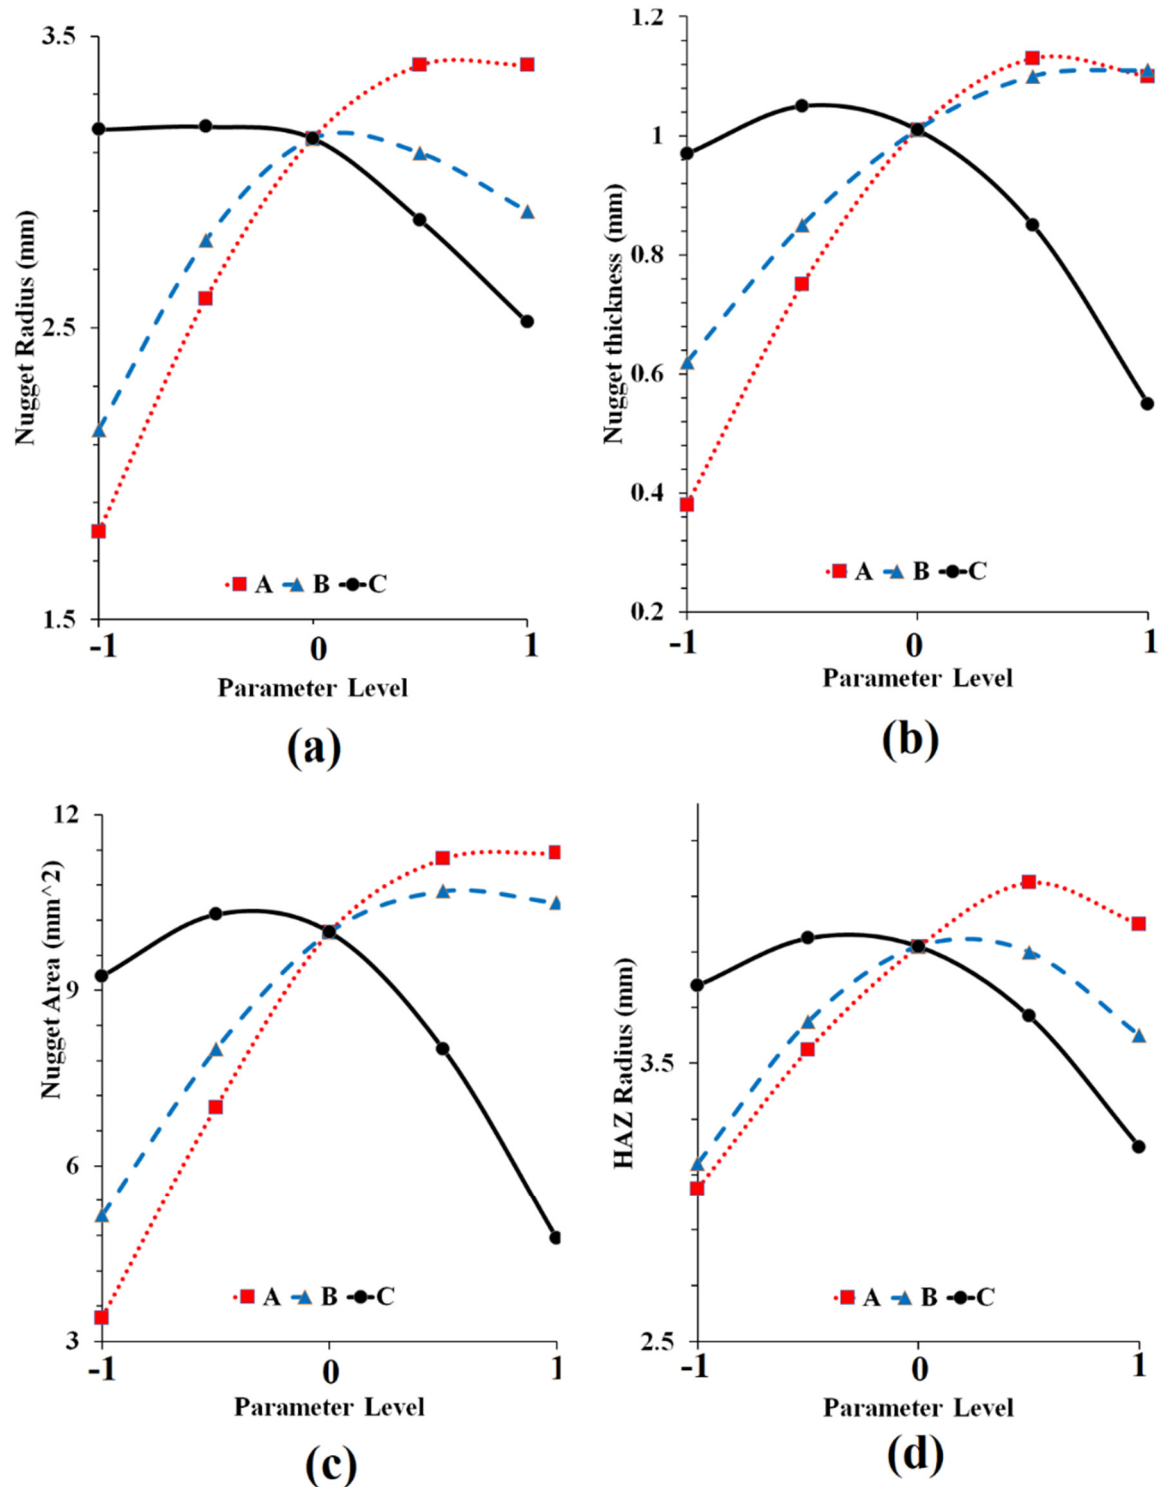 3.5
2.5
1.5
Nugget Radius (mm)
A B C
-1 0 1
Parameter Level
(a)
1.2
1
0.8
0.6
0.4
0.2
Nugget thickness (mm)
A B C
-1 0 1
Parameter Level
(b)
12
9
6
3
Nugget Area (mm^2)
A B C
-1 0 1
Parameter Level
(c)
3.5
2.5
HAZ Radius (mm)
A B C
-1 0 1
Parameter Level
(d)